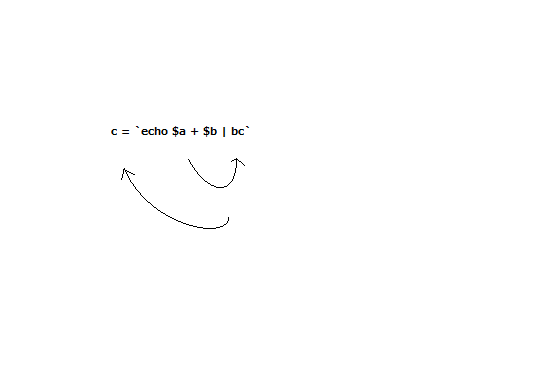 c = `echo $a + $b | bc`